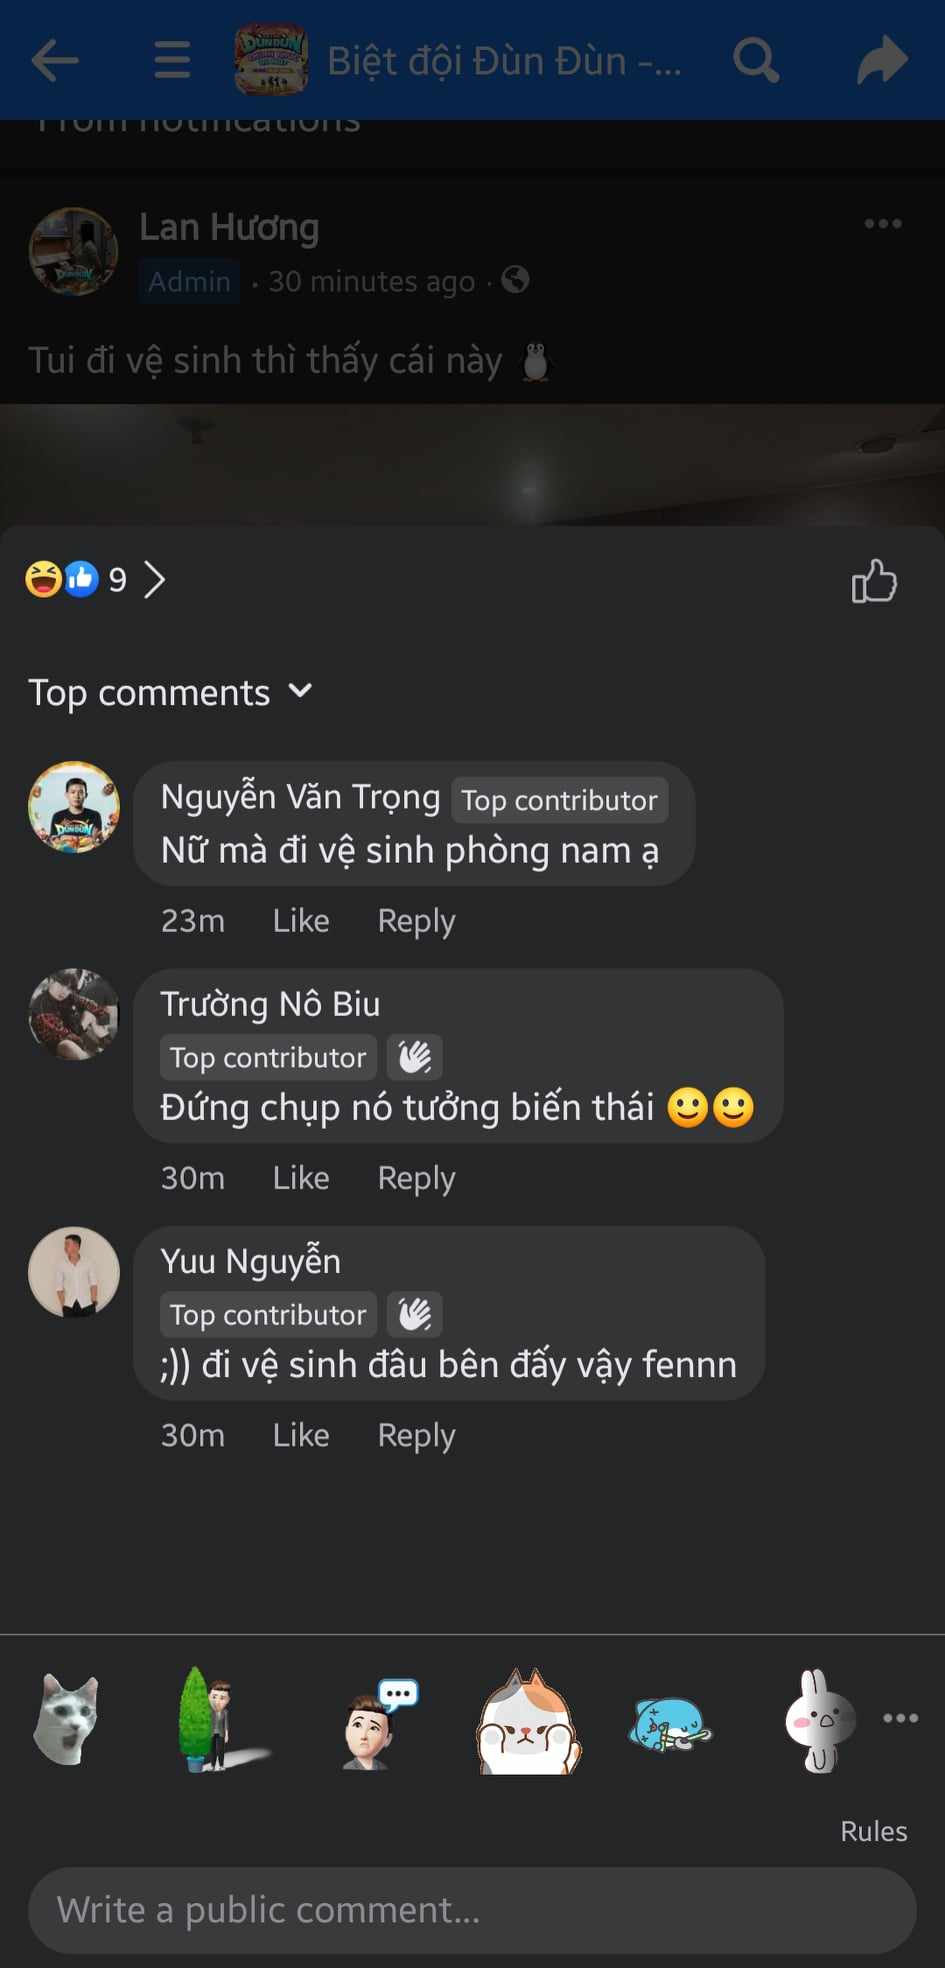 Biệt đội Đùn Đùn -...
From notifications
Lan Hương
Admin · 30 minutes ago ·
Tui đi vệ sinh thì thấy cái này 🐧
9
Top comments
Nguyễn Văn Trọng Top contributor
Nữ mà đi vệ sinh phòng nam ạ
23m Like Reply
Trường Nô Biu
Top contributor
Đứng chụp nó tưởng biến thái 🙂🙂
30m Like Reply
Yuu Nguyễn
Top contributor
;)) đi vệ sinh đâu bên đấy vậy fennn
30m Like Reply
Rules
Write a public comment...